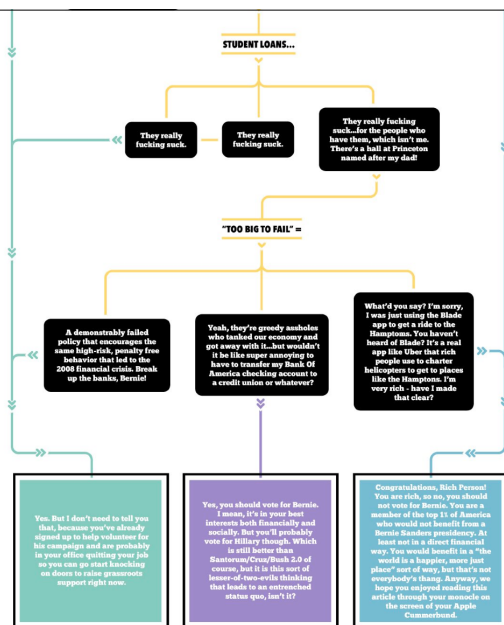 STUDENT LOANS...
They really
fucking suck.
They really
fucking suck.
They really fucking
suck...for the people who
have them, which isn't me.
There's a hall at Princeton
named after my dad!
"TOO BIG TO FAIL" =
A demonstrably failed
policy that encourages the
same high-risk, penalty free
behavior that led to the
2008 financial crisis. Break
up the banks, Bernie!
Yeah, they're greedy assholes
who tanked our economy and
got away with it...but wouldn't
it be like super annoying to
have to transfer my Bank Of
America checking account to
a credit union or whatever?
What'd you say? I'm sorry,
I was just using the Blade
app to get a ride to the
Hamptons. You haven't
heard of Blade? It's a real
app like Uber that rich
people use to charter
helicopters to get to places
like the Hamptons. I'm
very rich - have I made
that clear?
Yes. But I don't need to tell you
that, because you've already
signed up to help volunteer for
his campaign and are probably
in your office quitting your job
so you can go start knocking
on doors to raise grassroots
support right now.
Yes, you should vote for Bernie.
I mean, it's in your best
interests both financially and
socially. But you'll probably
vote for Hillary though. Which
is still better than
Santorum/Cruz/Bush 2.0 of
course, but it is this sort of
lesser-of-two-evils thinking
that leads to an entrenched
status quo, isn't it?
Congratulations, Rich Person!
You are rich, so no, you should
not vote for Bernie. You are a
member of the top 1% of America
who would not benefit from a
Bernie Sanders presidency. At
least not in a direct financial
way. You would benefit in a "the
world is a happier, more just
place" sort of way, but that's not
everybody's thang. Anyway, we
hope you enjoyed reading this
article through your monocle on
the screen of your Apple
Cummerbund.